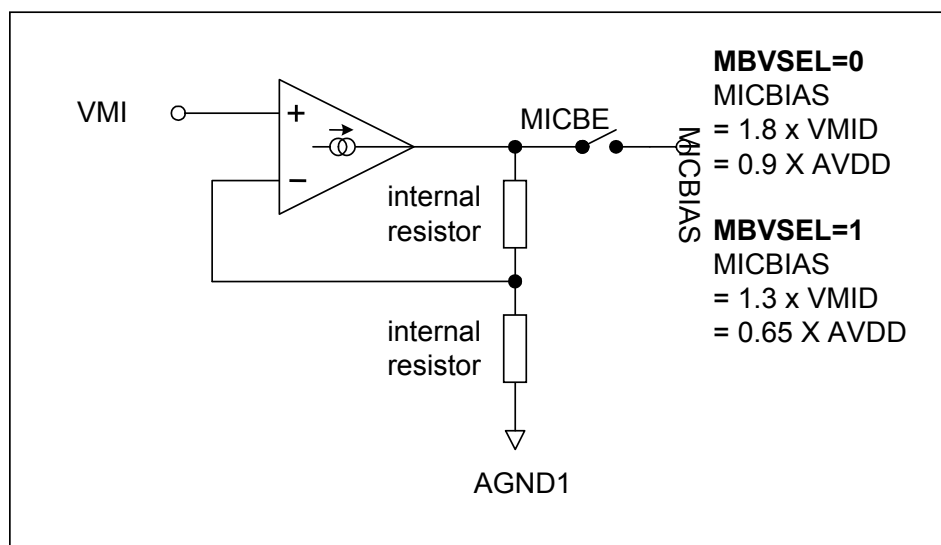 VMI
+
−
MICBE
MICBIAS
internal
resistor
internal
resistor
AGND1
MBVSEL=0
MICBIAS
= 1.8 x VMID
= 0.9 X AVDD
MBVSEL=1
MICBIAS
= 1.3 x VMID
= 0.65 X AVDD